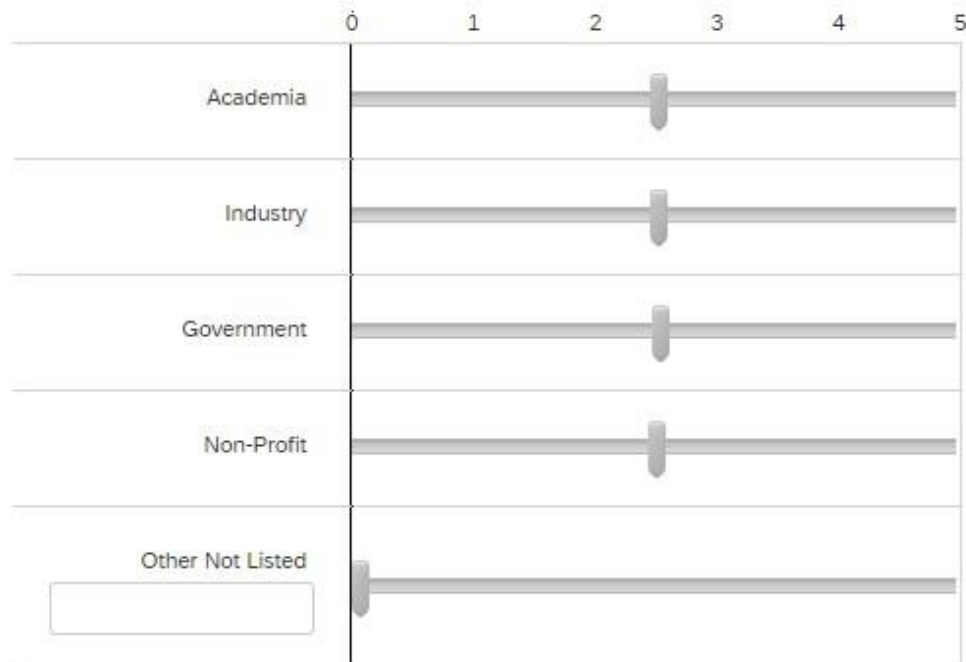 0 1 2 3 4 5
Academia
Industry
Government
Non-Profit
Other Not Listed